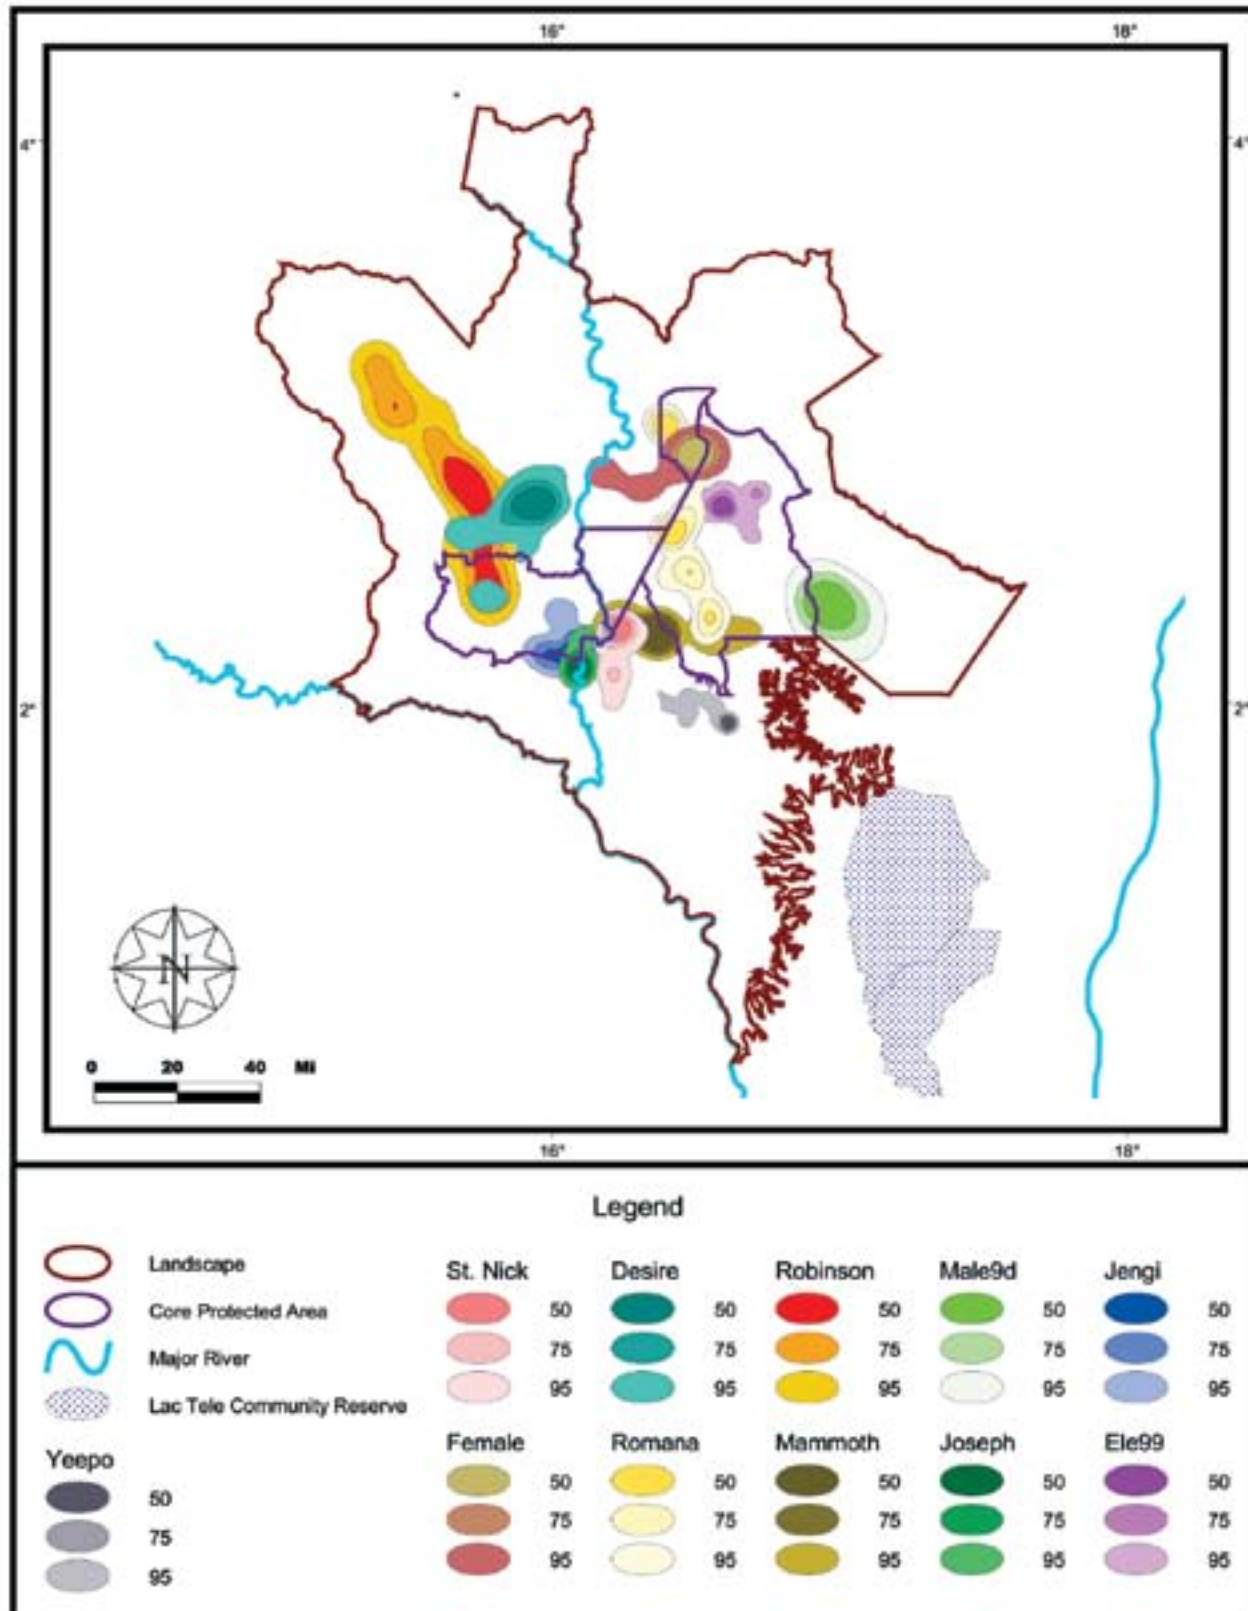 16° 18°
4° 4°
2° 2°
N
0 20 40 Mi
16° 18°
Legend
Landscape
Core Protected Area
Major River
Lac Tele Community Reserve
Yeepo
50
75
95
St. Nick Desire Robinson Male9d Jengi
50 50 50 50 50
75 75 75 75 75
95 95 95 95 95
Female Romana Mammoth Joseph Ele99
50 50 50 50 50
75 75 75 75 75
95 95 95 95 95